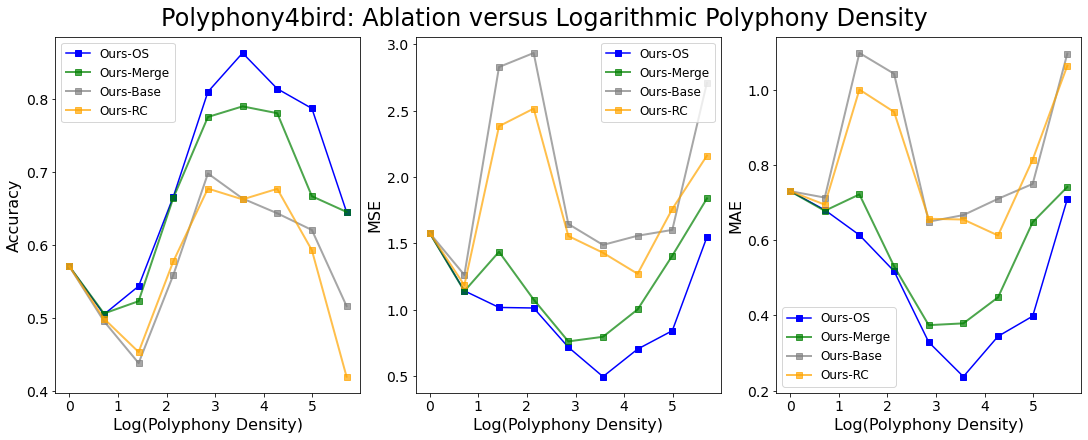 Polyphony4bird: Ablation versus Logarithmic Polyphony Density
Accuracy
0.8
0.7
0.6
0.5
0.4
Ours-OS
Ours-Merge
Ours-Base
Ours-RC
0 1 2 3 4 5
Log(Polyphony Density)
MSE
3.0
2.5
2.0
1.5
1.0
0.5
Ours-OS
Ours-Merge
Ours-Base
Ours-RC
0 1 2 3 4 5
Log(Polyphony Density)
MAE
1.0
0.8
0.6
0.4
0.2
Ours-OS
Ours-Merge
Ours-Base
Ours-RC
0 1 2 3 4 5
Log(Polyphony Density)